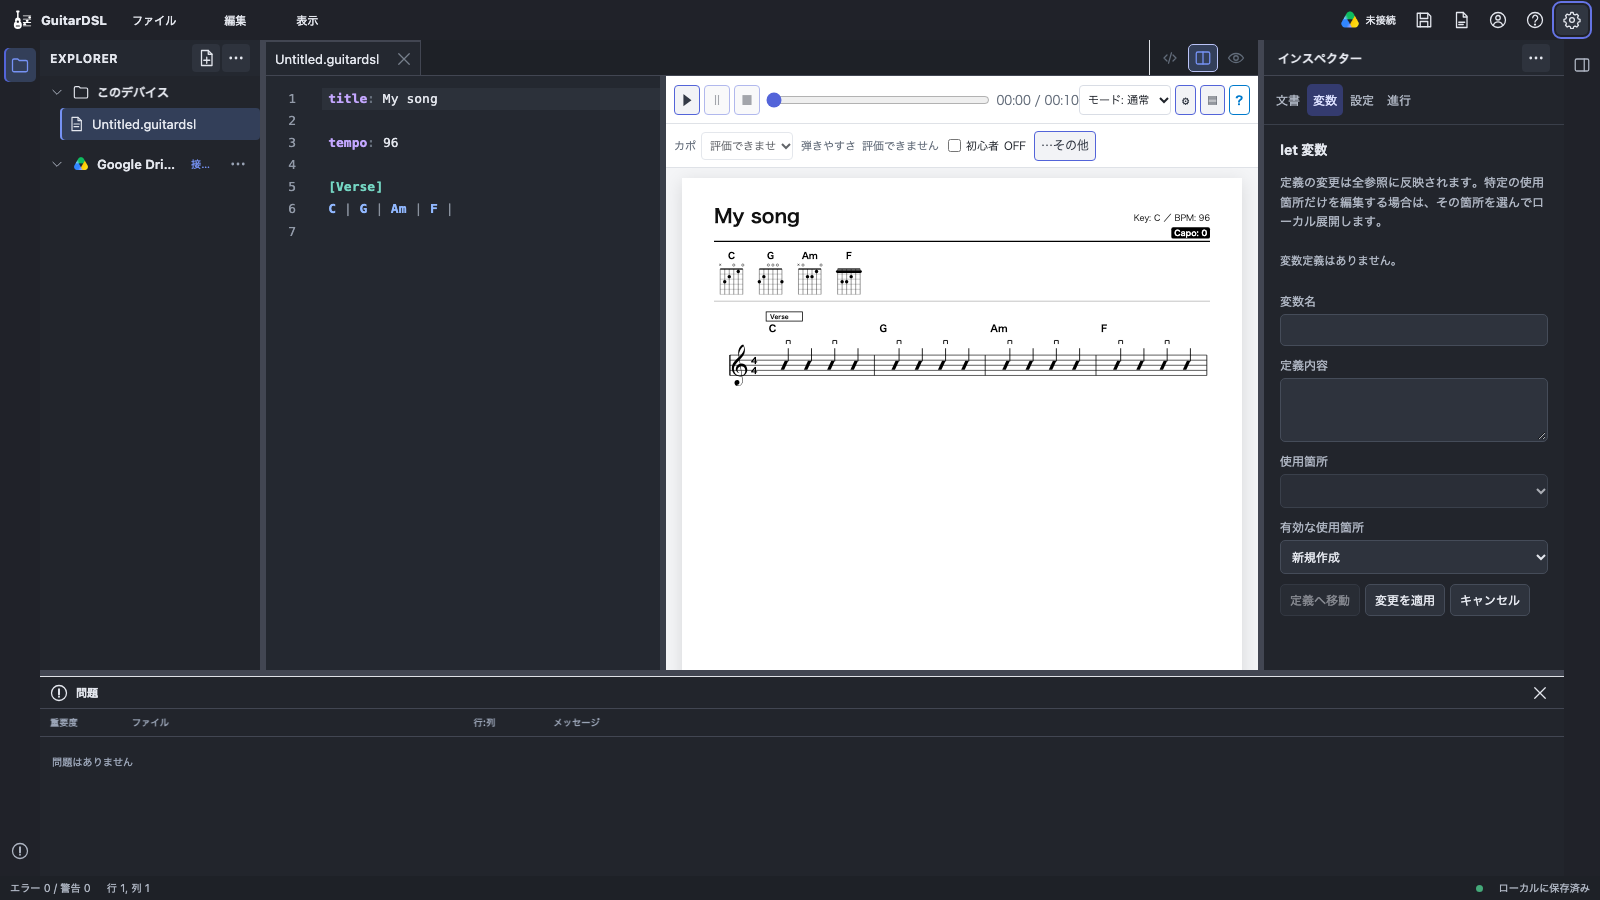 GuitarDSL ファイル 編集 表示 未接続
EXPLORER
このデバイス
Untitled.guitardsl
Google Dri... 接...
Untitled.guitardsl
1 title: My song
2
3 tempo: 96
4
5 [Verse]
6 C | G | Am | F |
7
00:00 / 00:10 モード: 通常 ?
カポ 評価できませ 弾きやすさ 評価できません 初心者 OFF …その他
My song
Key: C / BPM: 96
Capo: 0
C G Am F
Verse
C G Am F
4
4
インスペクター
文書 変数 設定 進行
let 変数
定義の変更は全参照に反映されます。特定の使用
箇所だけを編集する場合は、その箇所を選んでロ
ーカル展開します。
変数定義はありません。
変数名
定義内容
使用箇所
有効な使用箇所
新規作成
定義へ移動 変更を適用 キャンセル
問題
重要度 ファイル 行:列 メッセージ
問題はありません
エラー 0 / 警告 0 行 1, 列 1 ローカルに保存済み